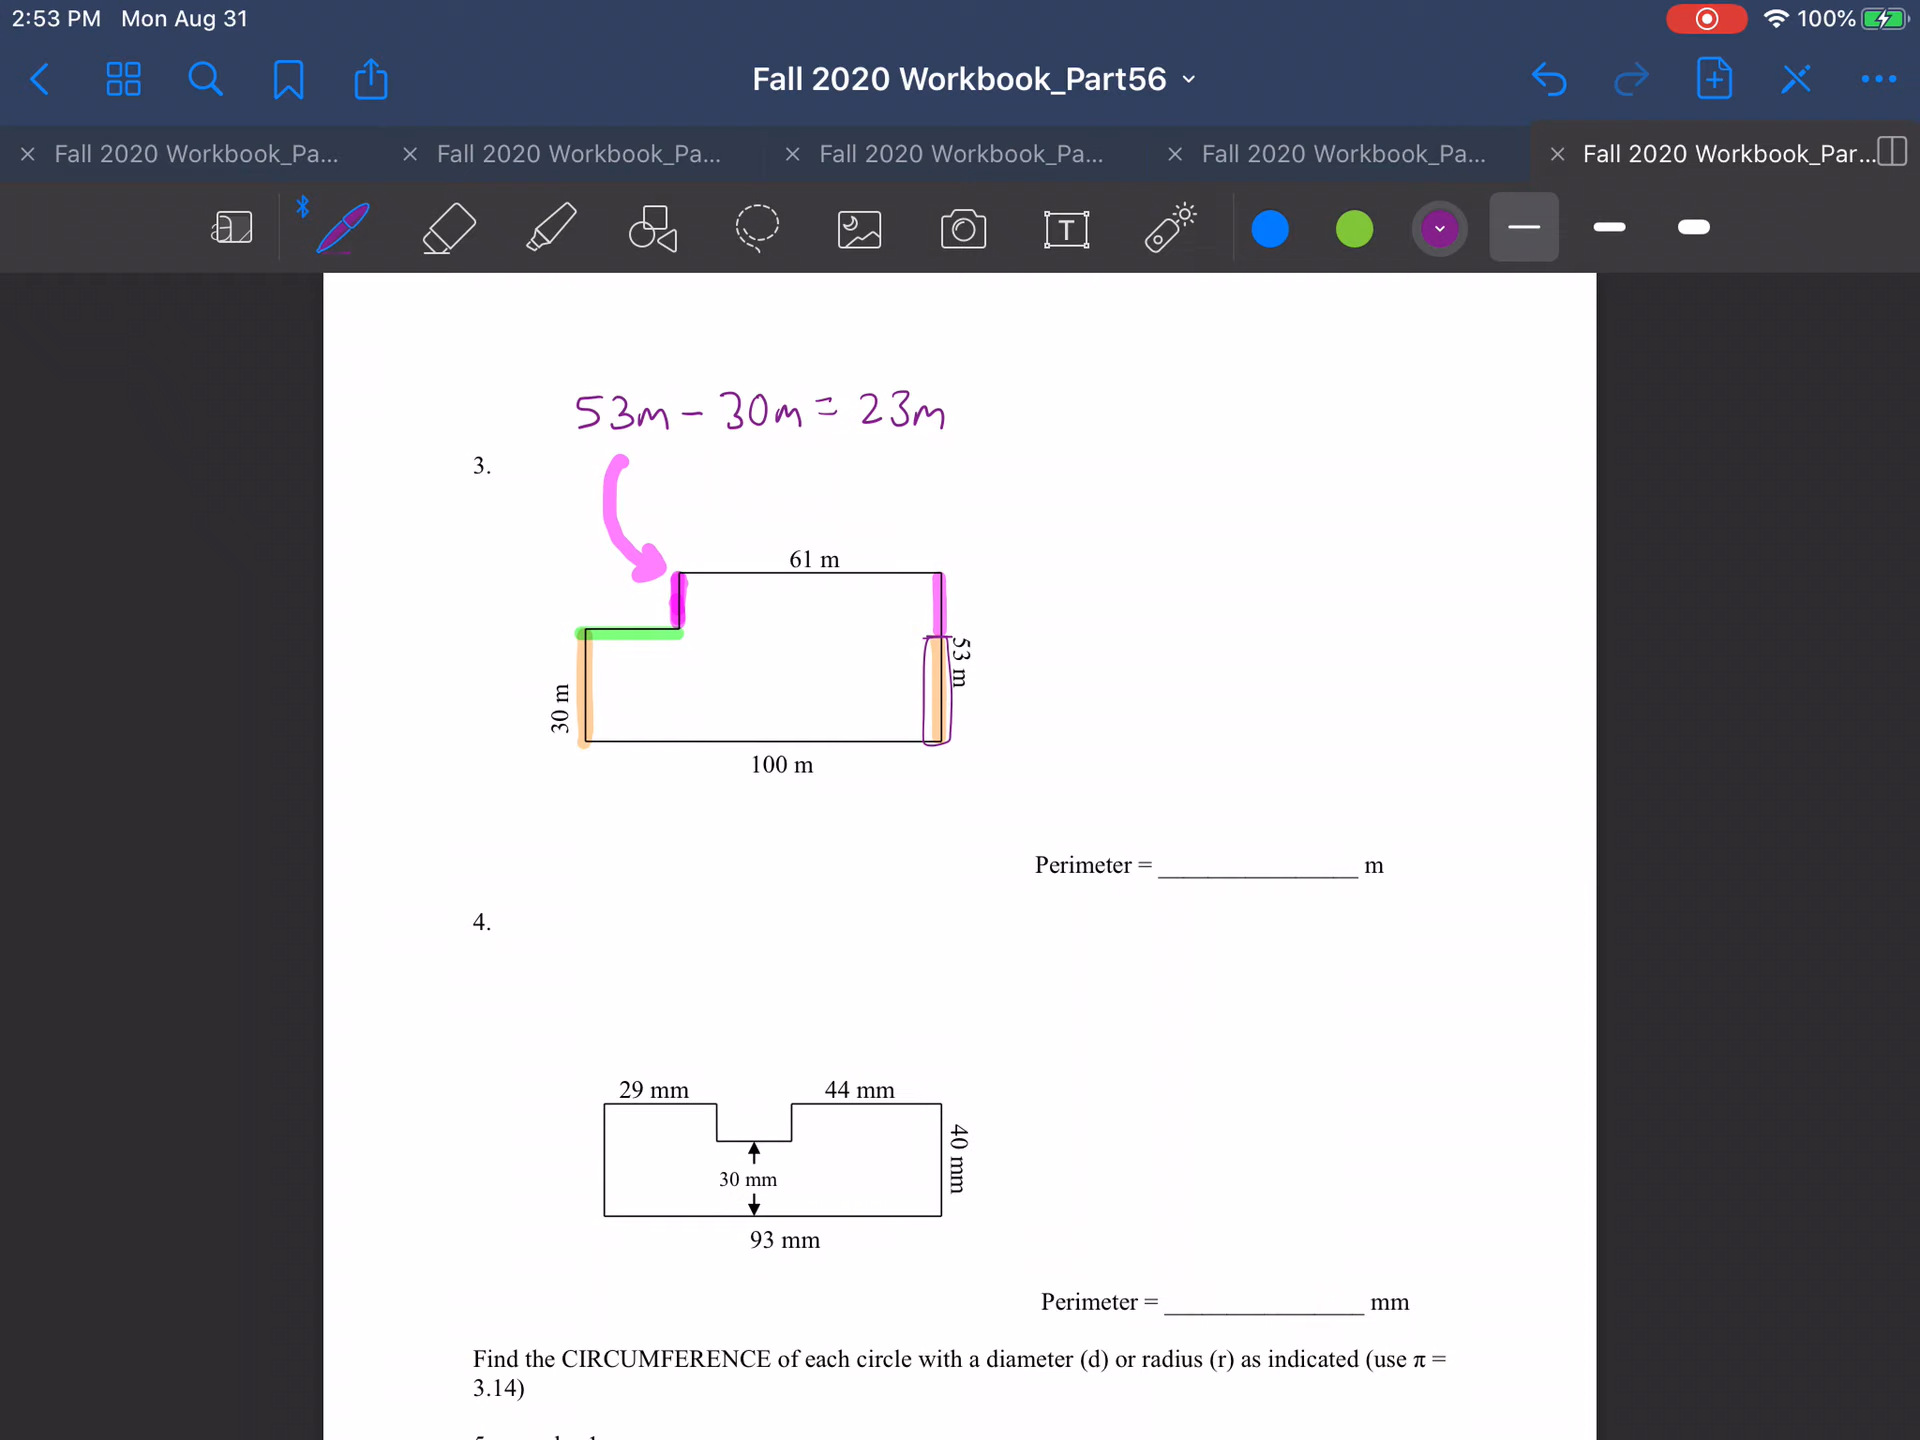 2:53 PM Mon Aug 31 100%
Fall 2020 Workbook_Part56
Fall 2020 Workbook_Pa... Fall 2020 Workbook_Pa... Fall 2020 Workbook_Pa... Fall 2020 Workbook_Pa... Fall 2020 Workbook_Par...
T
53m - 30m = 23m
3.
61 m
53 m
30 m
100 m
Perimeter = ________________ m
4.
29 mm 44 mm
40 mm
30 mm
93 mm
Perimeter = ________________ mm
Find the CIRCUMFERENCE of each circle with a diameter (d) or radius (r) as indicated (use π =
3.14)